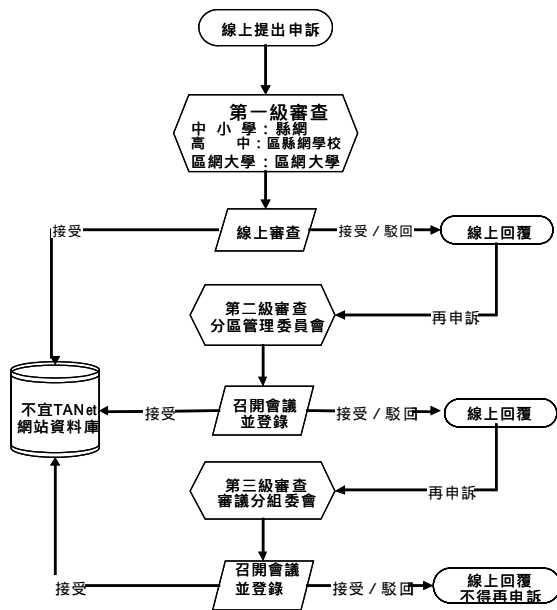 線上提出申訴
第一級審查
中 小 學：縣網
高 中：區縣網學校
區網大學：區網大學
接受
線上審查
接受 / 駁回
線上回覆
第二級審查
分區管理委員會
再申訴
不宜TANet
網站資料庫
接受
召開會議
並登錄
接受 / 駁回
線上回覆
第三級審查
審議分組委會
再申訴
接受
召開會議
並登錄
接受 / 駁回
線上回覆
不得再申訴